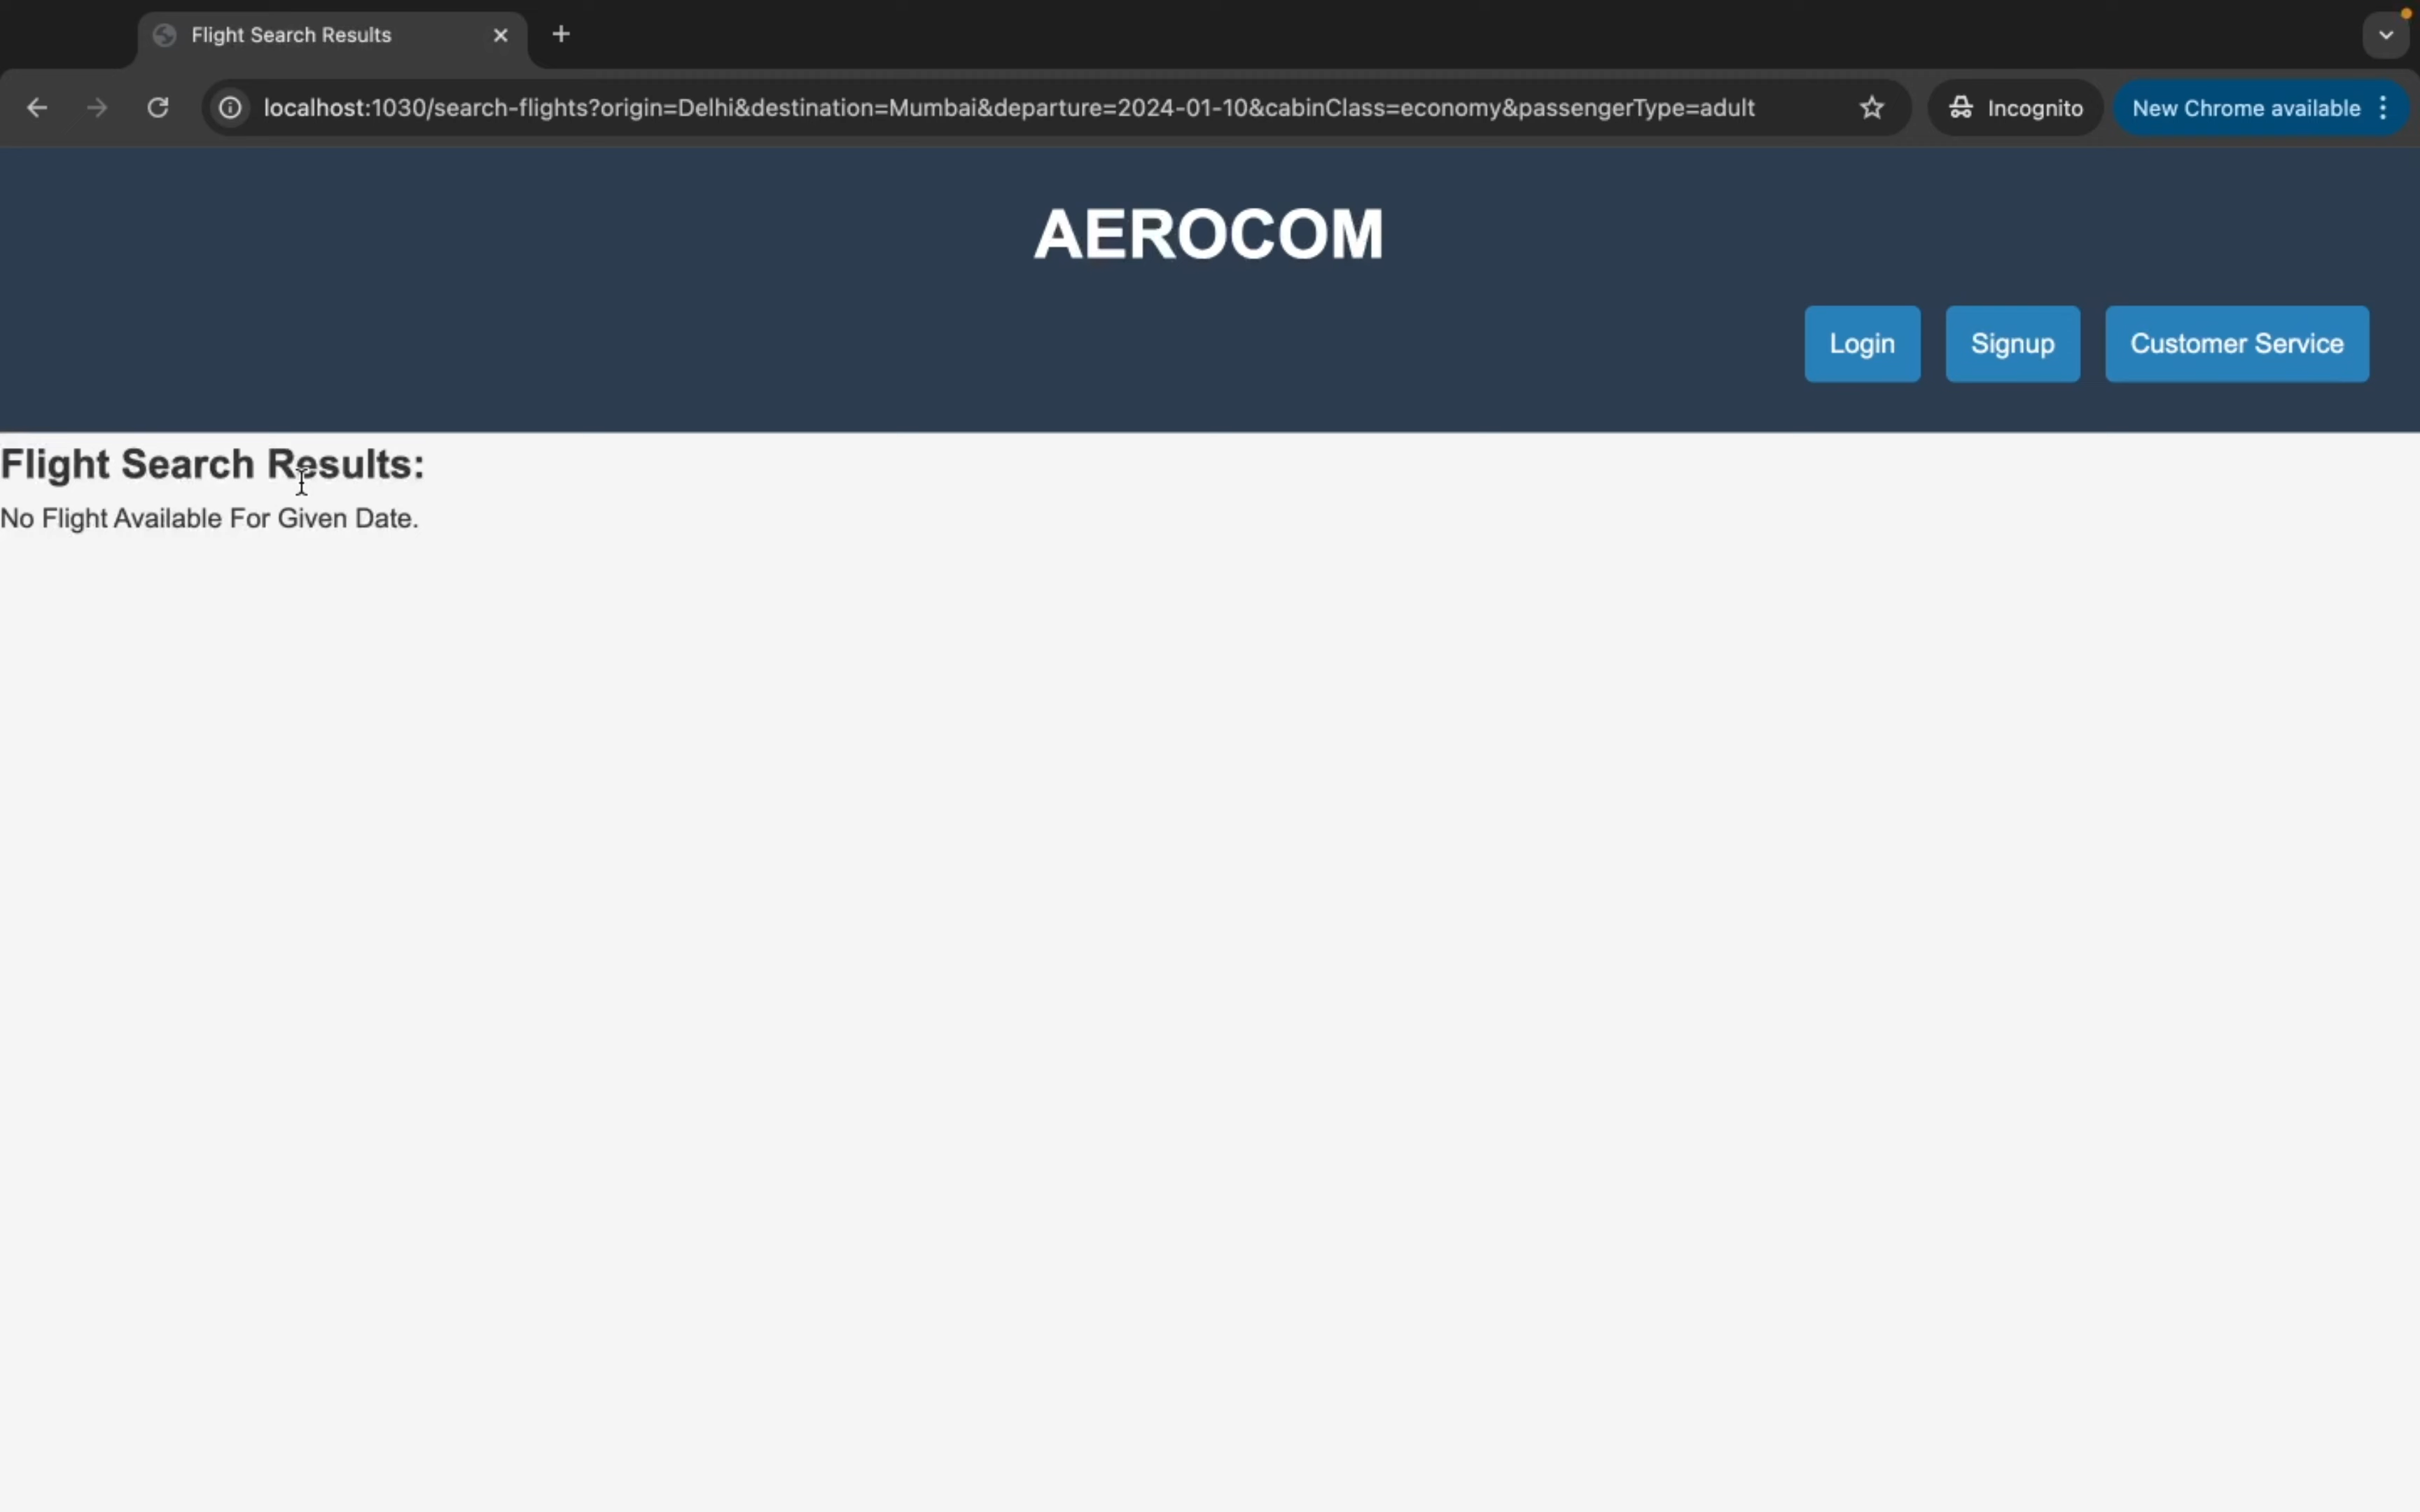 Flight Search Results
localhost:1030/search-flights?origin=Delhi&destination=Mumbai&departure=2024-01-10&cabinClass=economy&passengerType=adult
Incognito
New Chrome available
AEROCOM
Login
Signup
Customer Service
Flight Search Results:
No Flight Available For Given Date.